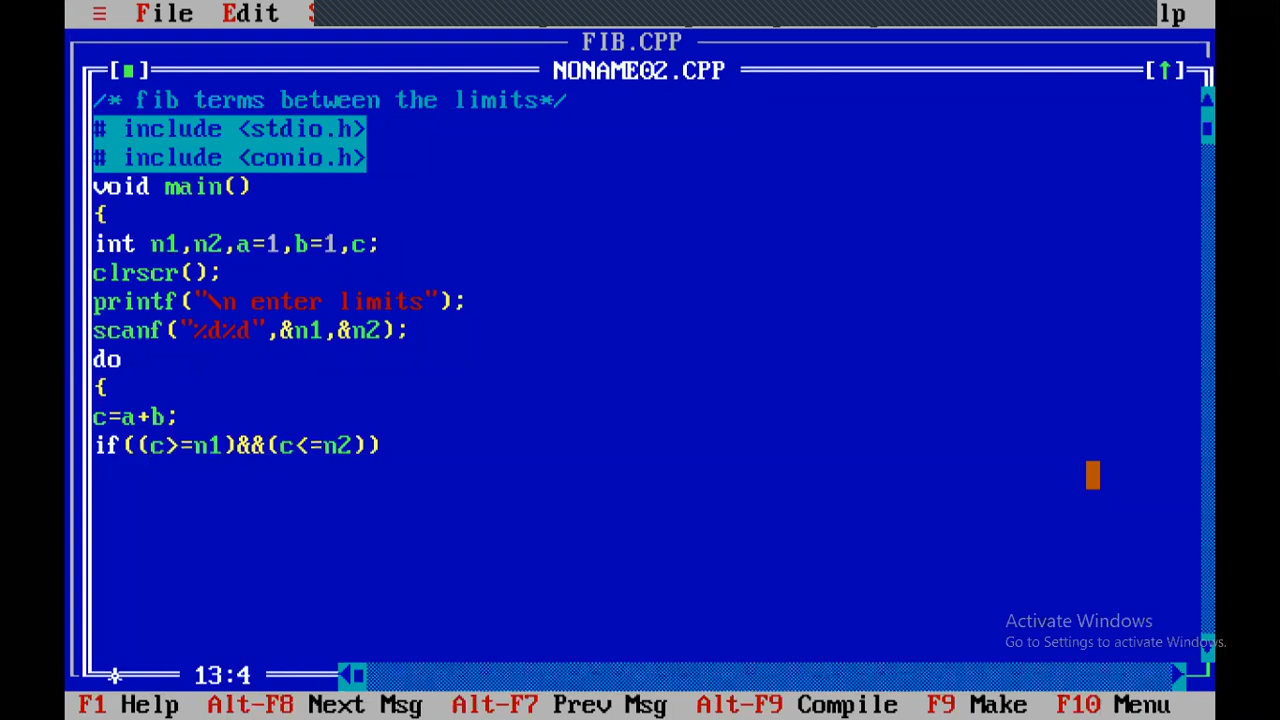 ≡ File Edit lp
FIB.CPP
[■] NONAME02.CPP [↑]
/* fib terms between the limits*/
# include <stdio.h>
# include <conio.h>
void main()
{
int n1,n2,a=1,b=1,c;
clrscr();
printf("\n enter limits");
scanf("%d%d",&n1,&n2);
do
{
c=a+b;
if((c>=n1)&&(c<=n2))
Activate Windows
Go to Settings to activate Windows.
13:4
F1 Help Alt-F8 Next Msg Alt-F7 Prev Msg Alt-F9 Compile F9 Make F10 Menu